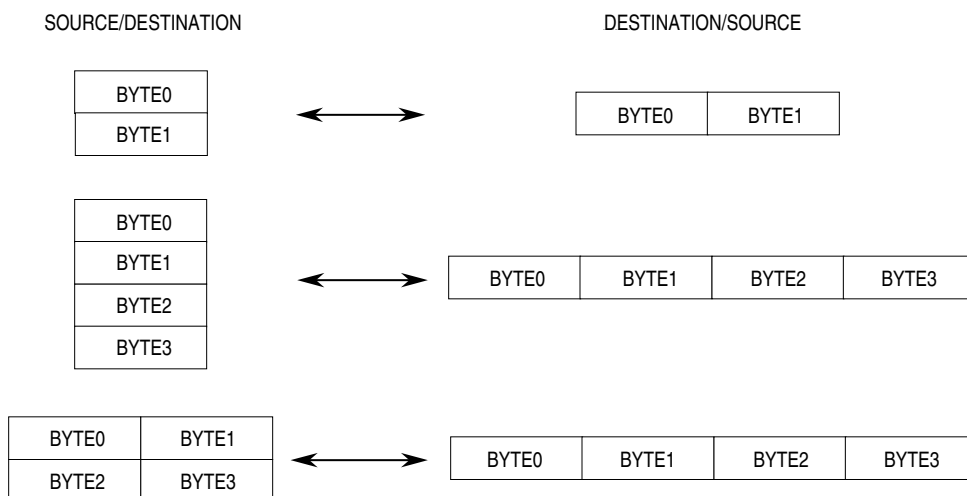 SOURCE/DESTINATION DESTINATION/SOURCE
BYTE0
BYTE1
BYTE0 BYTE1
BYTE0
BYTE1
BYTE2
BYTE3
BYTE0 BYTE1 BYTE2 BYTE3
BYTE0 BYTE1
BYTE2 BYTE3
BYTE0 BYTE1 BYTE2 BYTE3